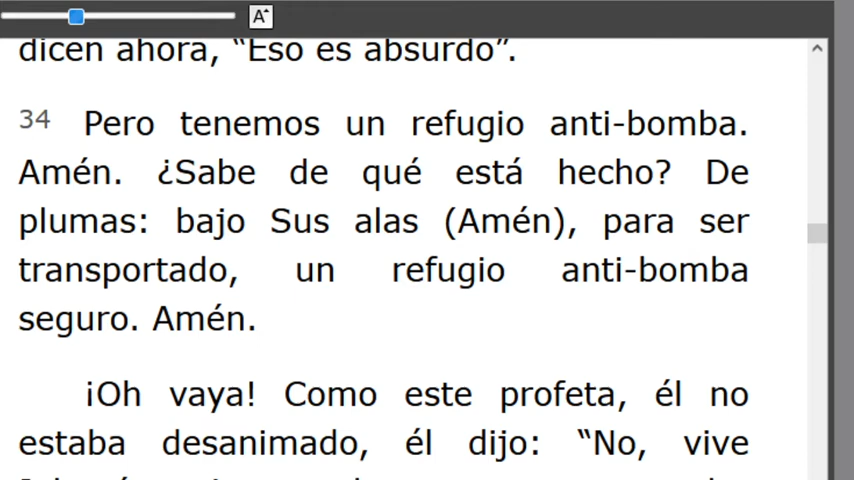 A
dicen ahora, “Eso es absurdo”.
34 Pero tenemos un refugio anti-bomba.
Amén. ¿Sabe de qué está hecho? De
plumas: bajo Sus alas (Amén), para ser
transportado, un refugio anti-bomba
seguro. Amén.
¡Oh vaya! Como este profeta, él no
estaba desanimado, él dijo: “No, vive